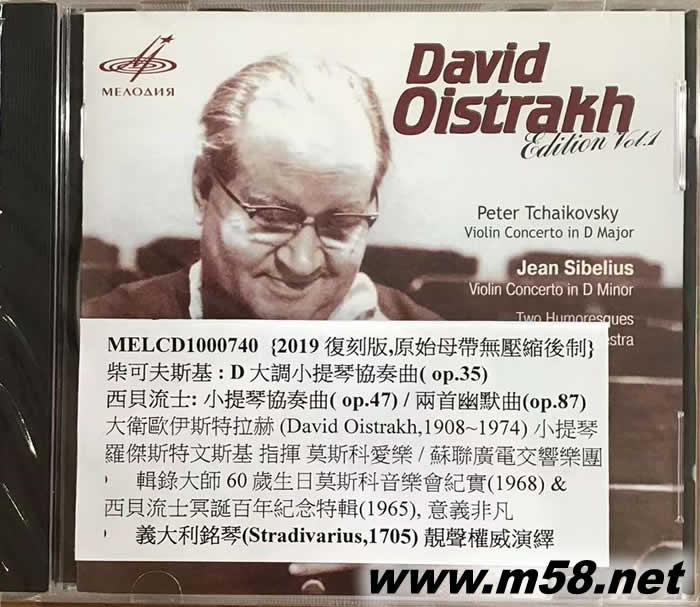 МЕЛОДИЯ
David
Oistrakh
Edition Vol.1
Peter Tchaikovsky
Violin Concerto in D Major
Jean Sibelius
Violin Concerto in D Minor
Two Humoresques
estra
MELCD1000740 {2019 復刻版,原始母帶無壓縮後制}
柴可夫斯基 : D 大調小提琴協奏曲( op.35)
西貝流士: 小提琴協奏曲( op.47) / 兩首幽默曲(op.87)
大衛歐伊斯特拉赫 (David Oistrakh,1908~1974) 小提琴
羅傑斯特文斯基 指揮 莫斯科愛樂 / 蘇聯廣電交響樂團
輯錄大師 60 歲生日莫斯科音樂會紀實(1968) &
西貝流士冥誕百年紀念特輯(1965), 意義非凡
義大利銘琴(Stradivarius,1705) 靚聲權威演繹
www.m58.net